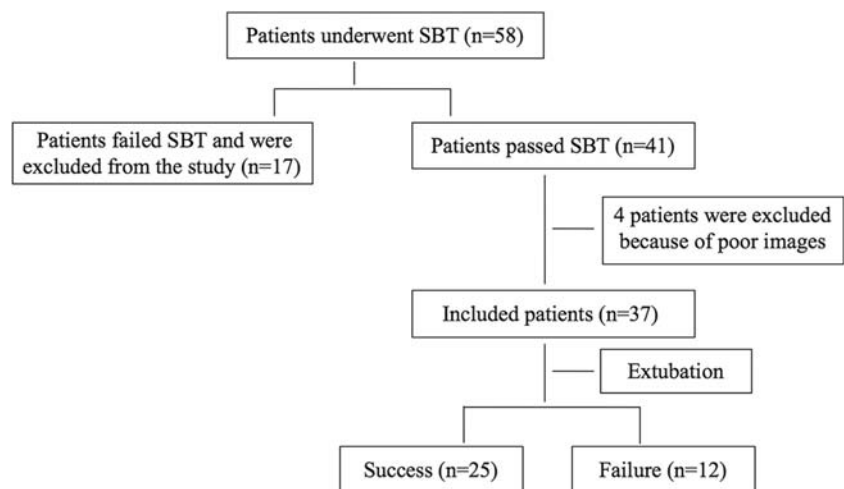 Patients underwent SBT (n=58)
Patients failed SBT and were
excluded from the study (n=17)
Patients passed SBT (n=41)
4 patients were excluded
because of poor images
Included patients (n=37)
Extubation
Success (n=25)
Failure (n=12)